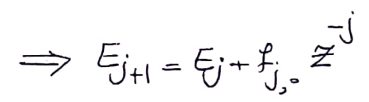 ⟹ E_{j+1} = E_j + f_{j,0} z^{-j}